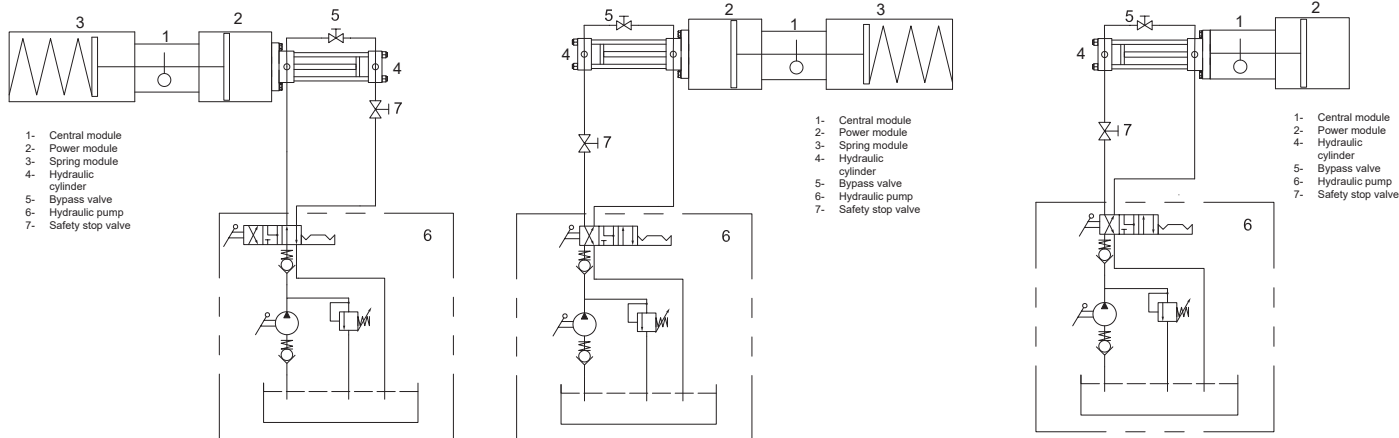 3
1
2
5
4
7
1- Central module
2- Power module
3- Spring module
4- Hydraulic
cylinder
5- Bypass valve
6- Hydraulic pump
7- Safety stop valve
6
5
4
2
1
3
7
1- Central module
2- Power module
3- Spring module
4- Hydraulic
cylinder
5- Bypass valve
6- Hydraulic pump
7- Safety stop valve
6
5
4
1
2
7
1- Central module
2- Power module
4- Hydraulic
cylinder
5- Bypass valve
6- Hydraulic pump
7- Safety stop valve
6